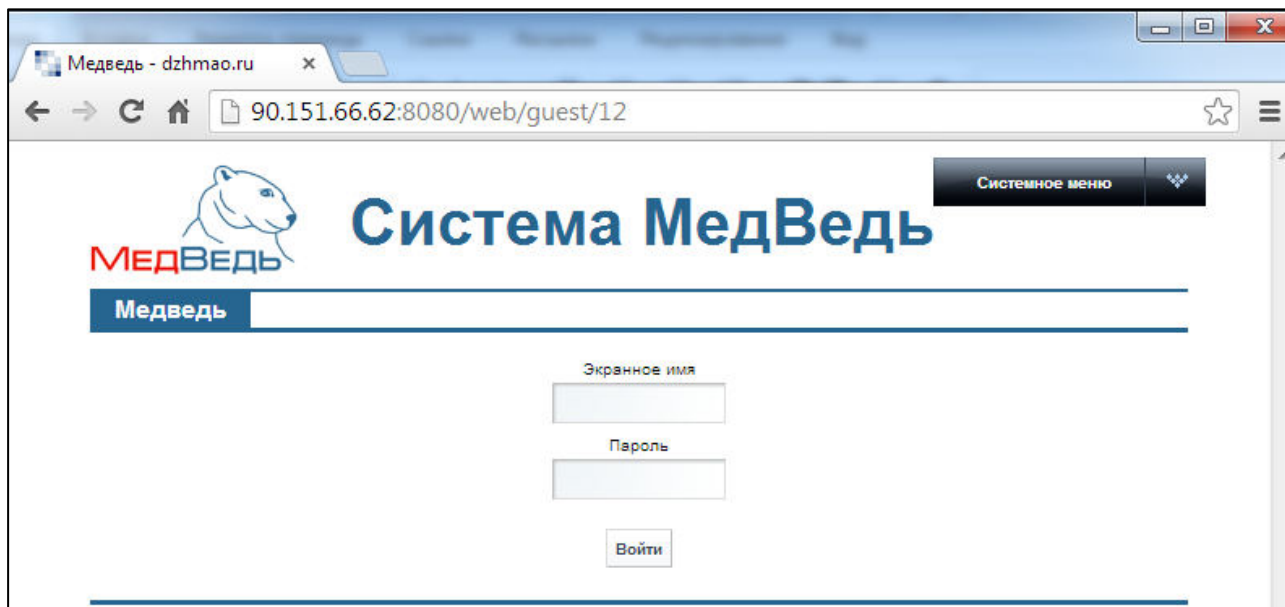 Медведь - dzhmao.ru
90.151.66.62:8080/web/guest/12
Системное меню
МЕДВЕДЬ
Система МедВедь
Медведь
Экранное имя
Пароль
Войти